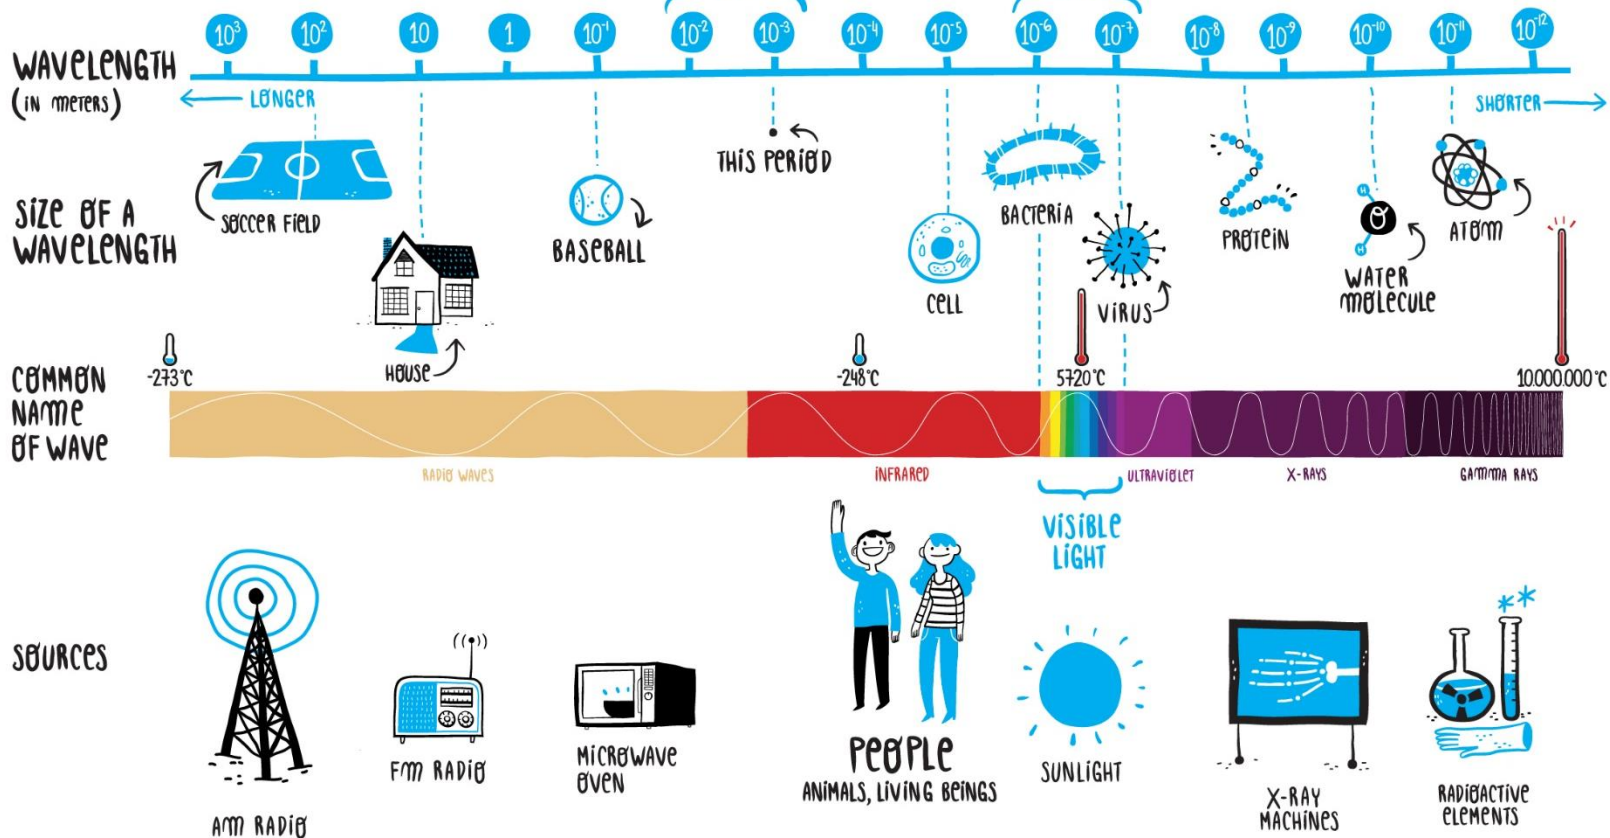 10³ 10² 10 1 10⁻¹ 10⁻² 10⁻³ 10⁻⁴ 10⁻⁵ 10⁻⁶ 10⁻⁷ 10⁻⁸ 10⁻⁹ 10⁻¹⁰ 10⁻¹¹ 10⁻¹²
WAVELENGTH
(IN METERS)
LONGER
SHORTER
SIZE OF A
WAVELENGTH
SOCCER FIELD
HOUSE
BASEBALL
THIS PERIOD
CELL
BACTERIA
VIRUS
PROTEIN
H
O
H
WATER
MOLECULE
ATOM
COMMON
NAME
OF WAVE
-273°C
-248°C
5720°C
10.000.000°C
RADIO WAVES
INFRARED
VISIBLE
LIGHT
ULTRAVIOLET
X-RAYS
GAMMA RAYS
SOURCES
AM RADIO
FM RADIO
MICROWAVE
OVEN
PEOPLE
ANIMALS, LIVING BEINGS
SUNLIGHT
X-RAY
MACHINES
RADIOACTIVE
ELEMENTS